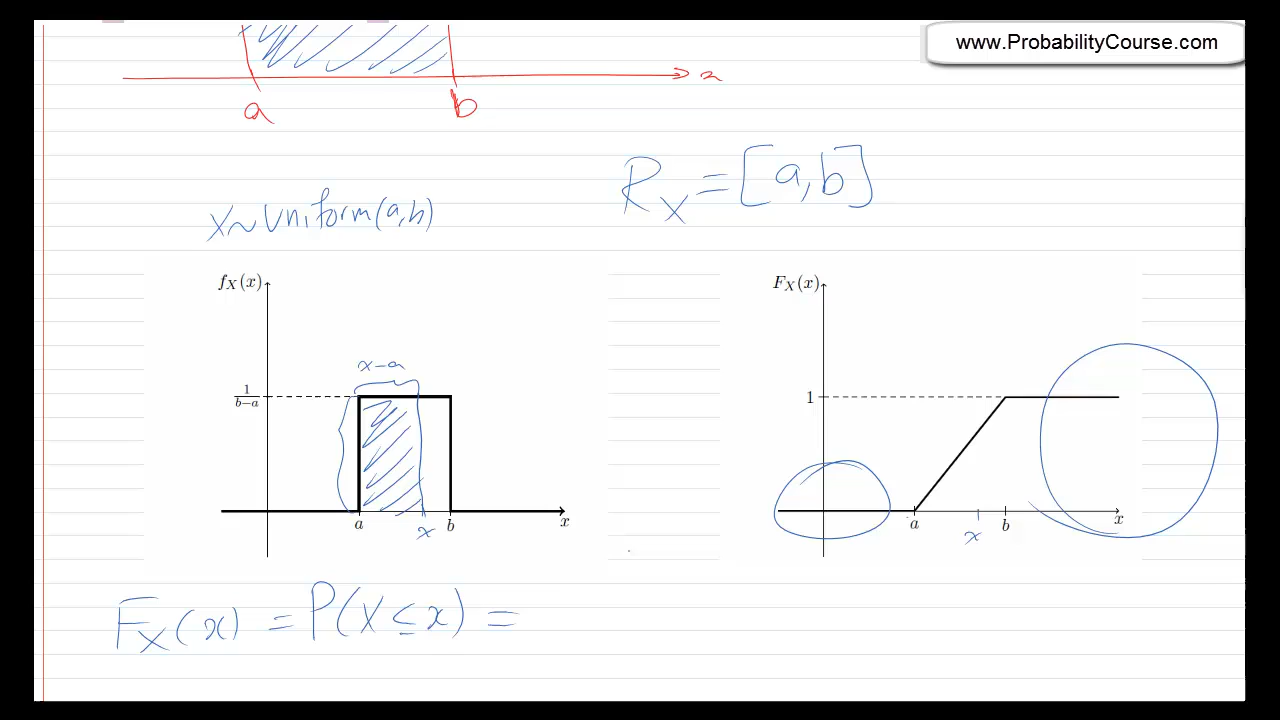 www.ProbabilityCourse.com
x
a b
R_X = [a,b]
X ~ Uniform(a,b)
f_X(x)
F_X(x)
x-a
1/(b-a)
1
a x b x
a x b x
F_X(x) = P(X ≤ x) =